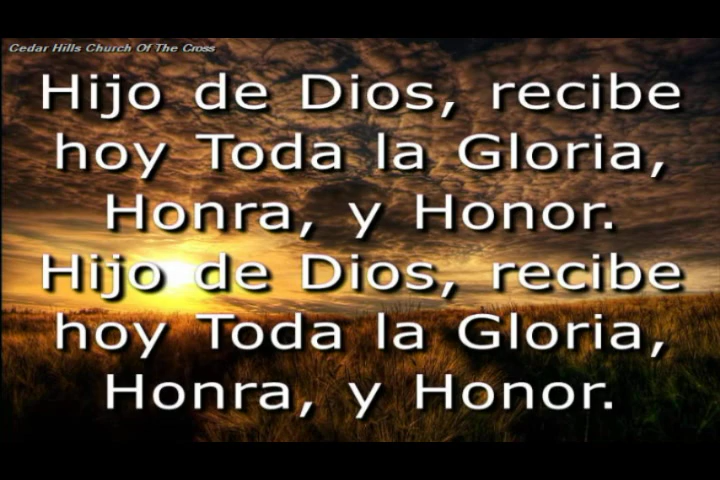 Cedar Hills Church Of The Cross
Hijo de Dios, recibe
hoy Toda la Gloria,
Honra, y Honor.
Hijo de Dios, recibe
hoy Toda la Gloria,
Honra, y Honor.